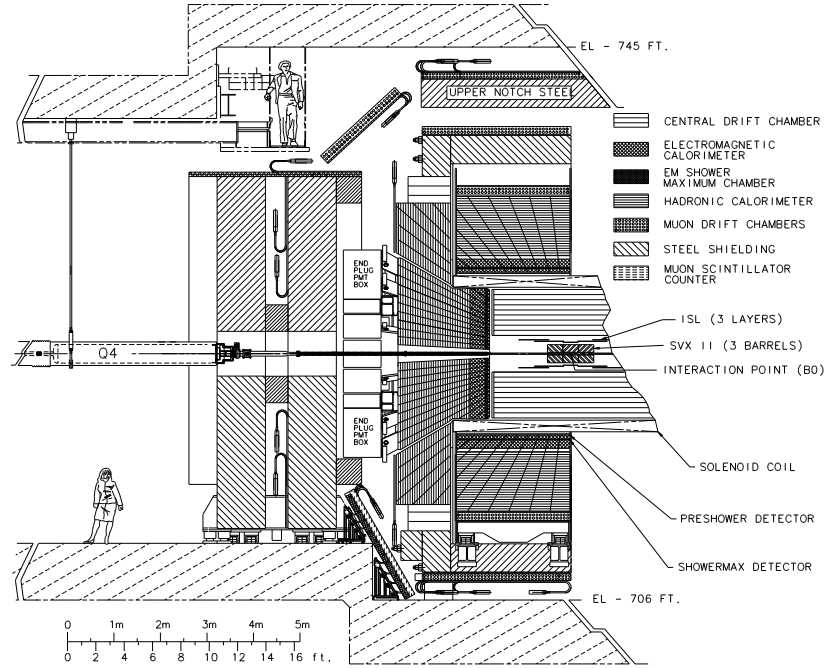 EL - 745 FT.
UPPER NOTCH STEEL
CENTRAL DRIFT CHAMBER
ELECTROMAGNETIC
CALORIMETER
EM SHOWER
MAXIMUM CHAMBER
HADRONIC CALORIMETER
MUON DRIFT CHAMBERS
STEEL SHIELDING
MUON SCINTILLATOR
COUNTER
END
PLUG
PMT
BOX
ISL (3 LAYERS)
Q4
SVX II (3 BARRELS)
INTERACTION POINT (B0)
END
PLUG
PMT
BOX
SOLENOID COIL
PRESHOWER DETECTOR
SHOWERMAX DETECTOR
EL - 706 FT.
0 1m 2m 3m 4m 5m
0 2 4 6 8 10 12 14 16 ft.